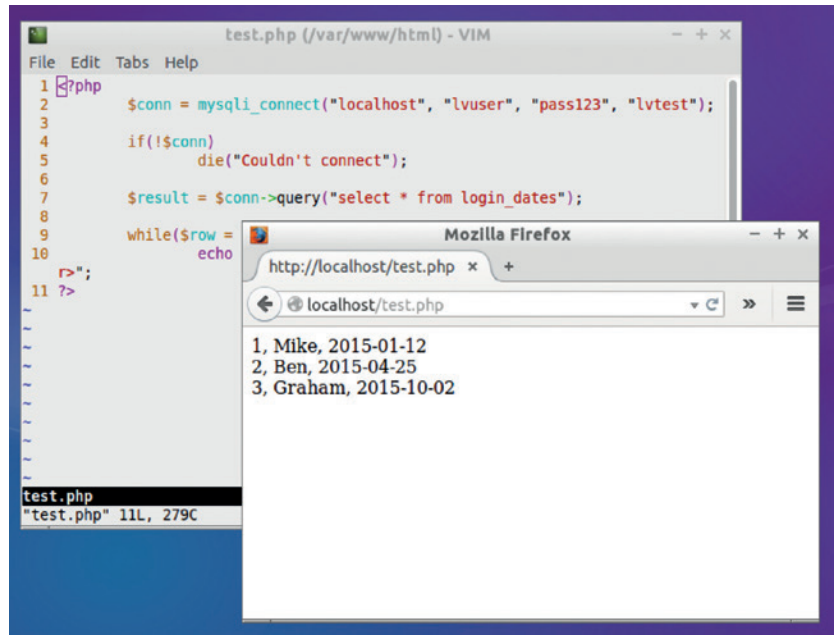 test.php (/var/www/html) - VIM
File Edit Tabs Help
1 <?php
2 $conn = mysqli_connect("localhost", "lvuser", "pass123", "lvtest");
3
4 if(!$conn)
5 die("Couldn't connect");
6
7 $result = $conn->query("select * from login_dates");
8
9 while($row =
10 echo
r>";
11 ?>
~
~
~
~
~
~
~
~
~
~
test.php
"test.php" 11L, 279C
Mozilla Firefox
http://localhost/test.php × +
localhost/test.php
1, Mike, 2015-01-12
2, Ben, 2015-04-25
3, Graham, 2015-10-02